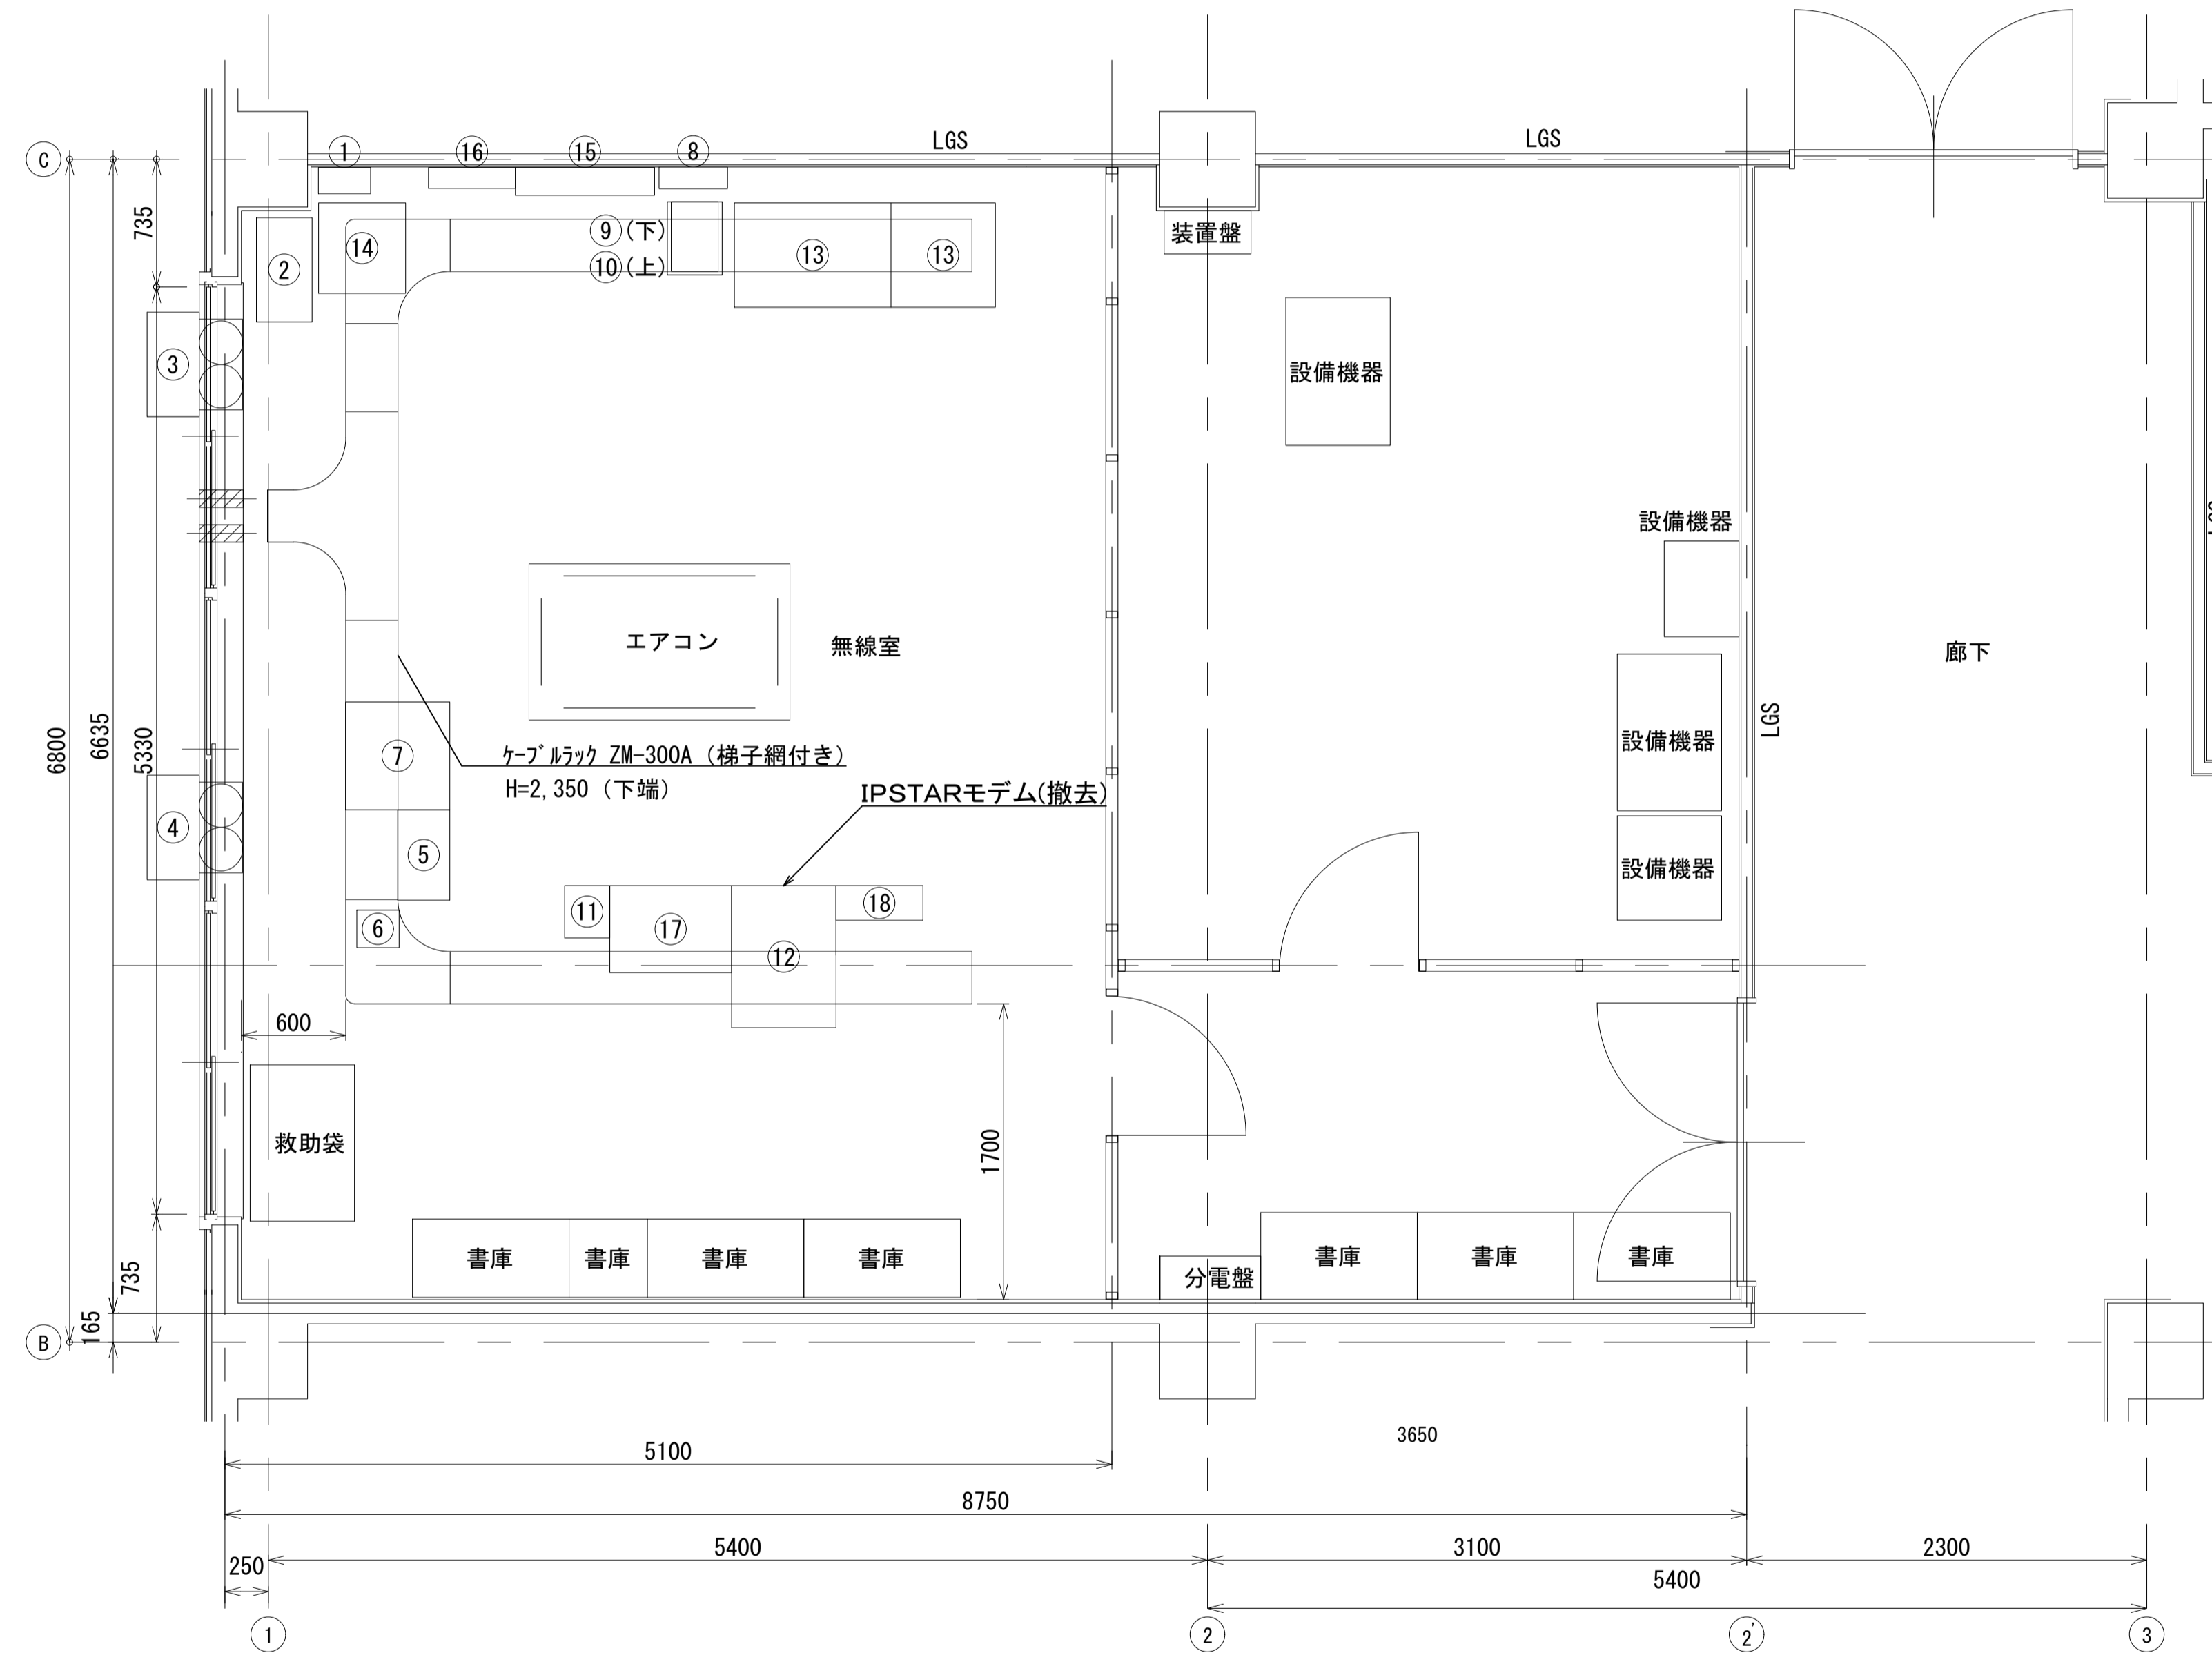 C
①
⑯
⑮
⑧
LGS
LGS
735
②
⑭
⑨(下)
⑩(上)
⑬
⑬
装置盤
③
設備機器
設備機器
エアコン
無線室
廊下
6800
6635
5330
⑦
ｹｰﾌﾞﾙﾗｯｸ ZM-300A（梯子網付き）
H=2,350（下端）
IPSTARモデム(撤去)
LGS
設備機器
④
⑤
設備機器
⑥
⑪
⑰
⑱
⑫
600
救助袋
1700
735
165
書庫
書庫
書庫
書庫
分電盤
書庫
書庫
書庫
B
5100
3650
8750
250
5400
3100
2300
5400
1
2
2'
3